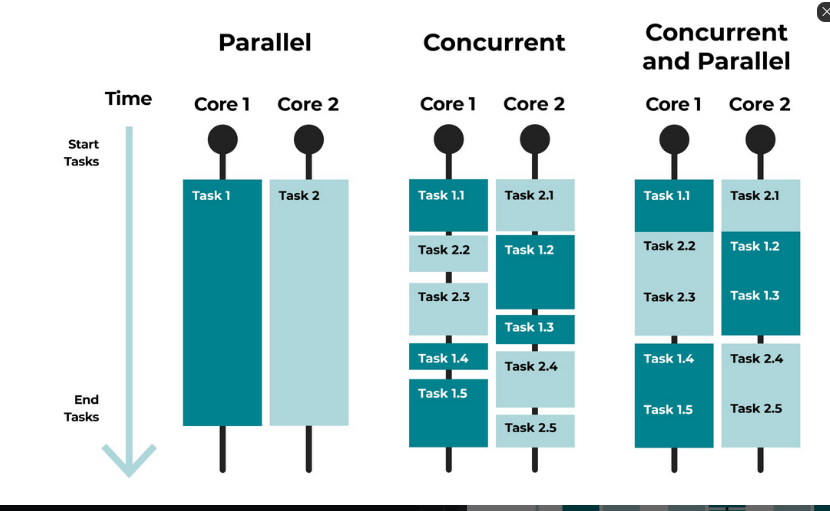 Parallel
Concurrent
Concurrent
and Parallel
Time
Core 1
Core 2
Core 1
Core 2
Core 1
Core 2
Start
Tasks
Task 1
Task 2
Task 1.1
Task 2.1
Task 1.1
Task 2.1
Task 2.2
Task 1.2
Task 2.2
Task 1.2
Task 2.3
Task 2.3
Task 1.3
Task 1.3
Task 1.4
Task 2.4
Task 1.4
Task 2.4
Task 1.5
Task 1.5
Task 2.5
End
Tasks
Task 2.5